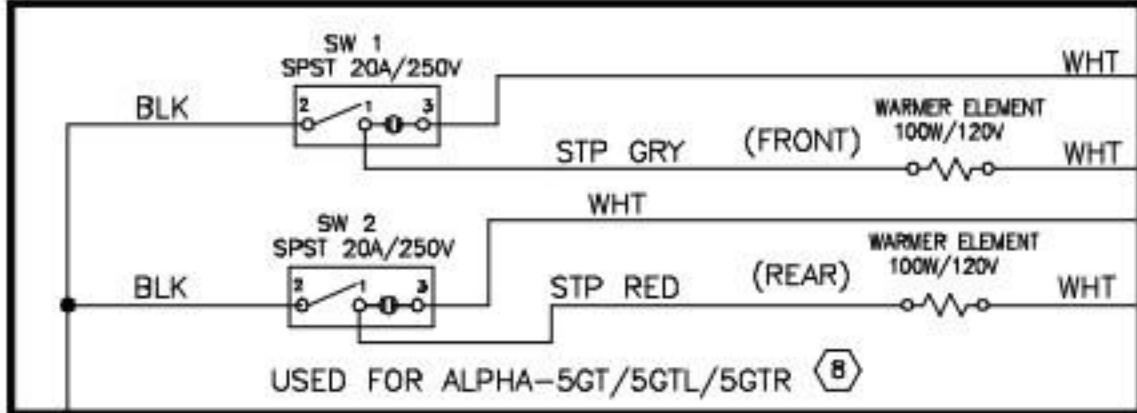 SW 1
SPST 20A/250V
WHT
BLK
2 1 3
WARMER ELEMENT
100W/120V
STP GRY (FRONT) WHT
WHT
SW 2
SPST 20A/250V
WARMER ELEMENT
100W/120V
BLK
2 1 3
STP RED (REAR) WHT
USED FOR ALPHA-5GT/5GTL/5GTR 8